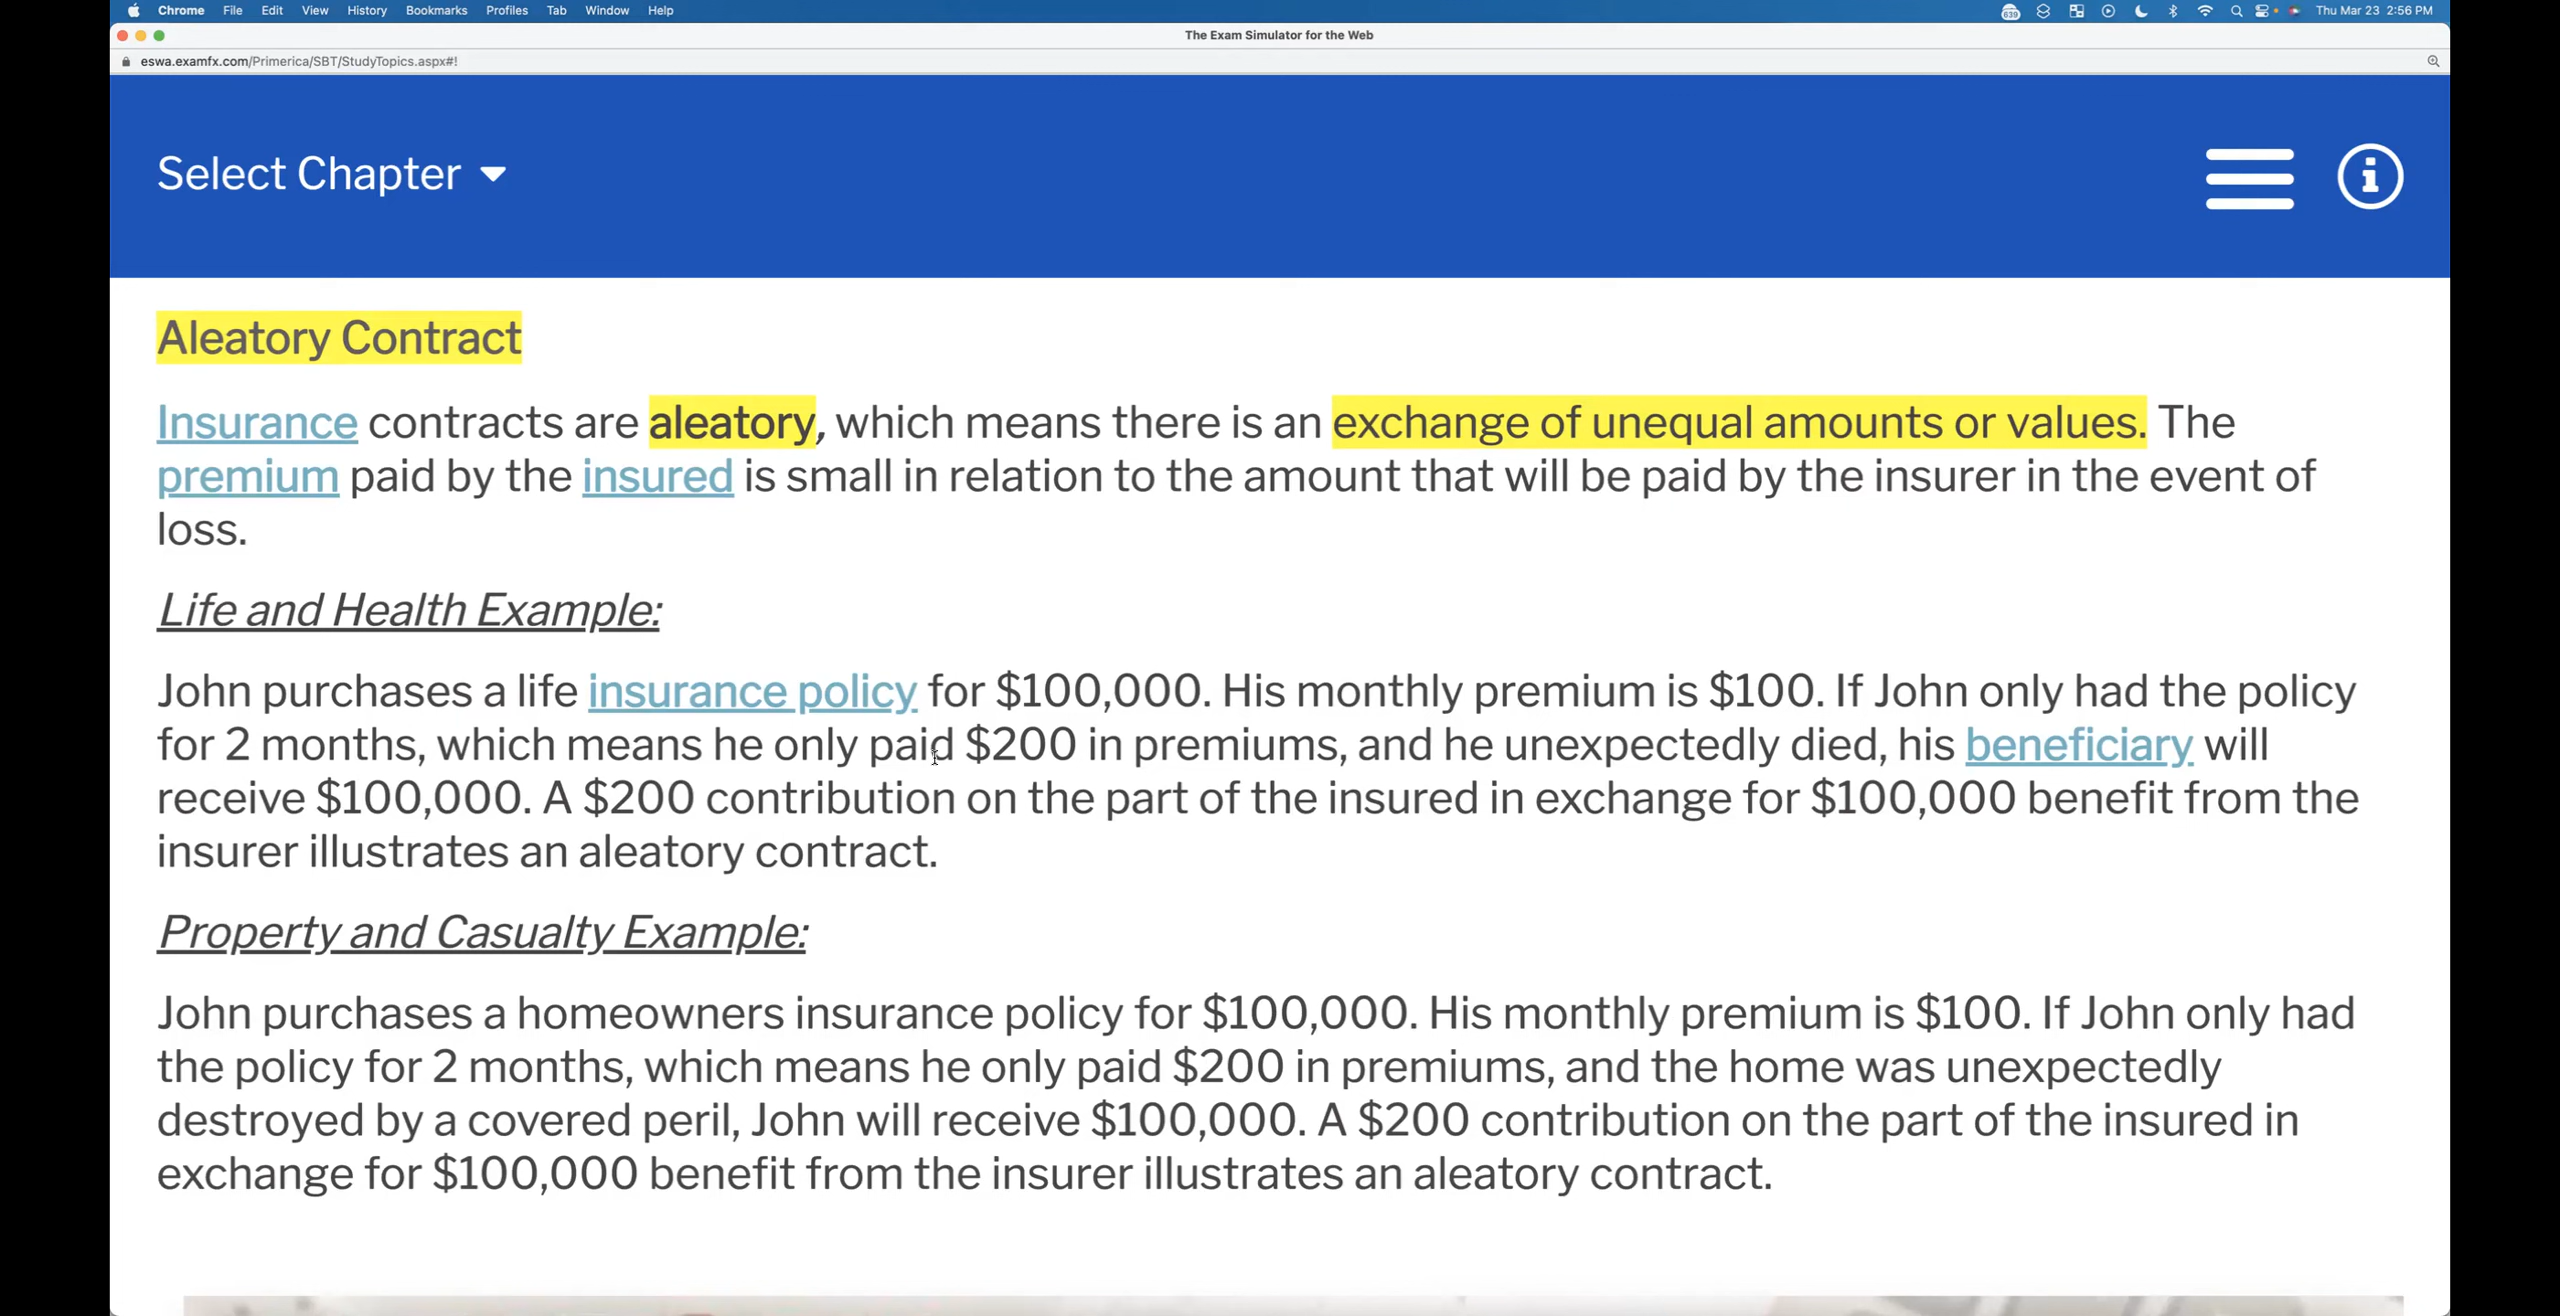 Chrome File Edit View History Bookmarks Profiles Tab Window Help
639 Thu Mar 23 2:56 PM
The Exam Simulator for the Web
eswa.examfx.com/Primerica/SBT/StudyTopics.aspx#!
Select Chapter
Aleatory Contract
Insurance contracts are aleatory, which means there is an exchange of unequal amounts or values. The
premium paid by the insured is small in relation to the amount that will be paid by the insurer in the event of
loss.
Life and Health Example:
John purchases a life insurance policy for $100,000. His monthly premium is $100. If John only had the policy
for 2 months, which means he only paid $200 in premiums, and he unexpectedly died, his beneficiary will
receive $100,000. A $200 contribution on the part of the insured in exchange for $100,000 benefit from the
insurer illustrates an aleatory contract.
Property and Casualty Example:
John purchases a homeowners insurance policy for $100,000. His monthly premium is $100. If John only had
the policy for 2 months, which means he only paid $200 in premiums, and the home was unexpectedly
destroyed by a covered peril, John will receive $100,000. A $200 contribution on the part of the insured in
exchange for $100,000 benefit from the insurer illustrates an aleatory contract.